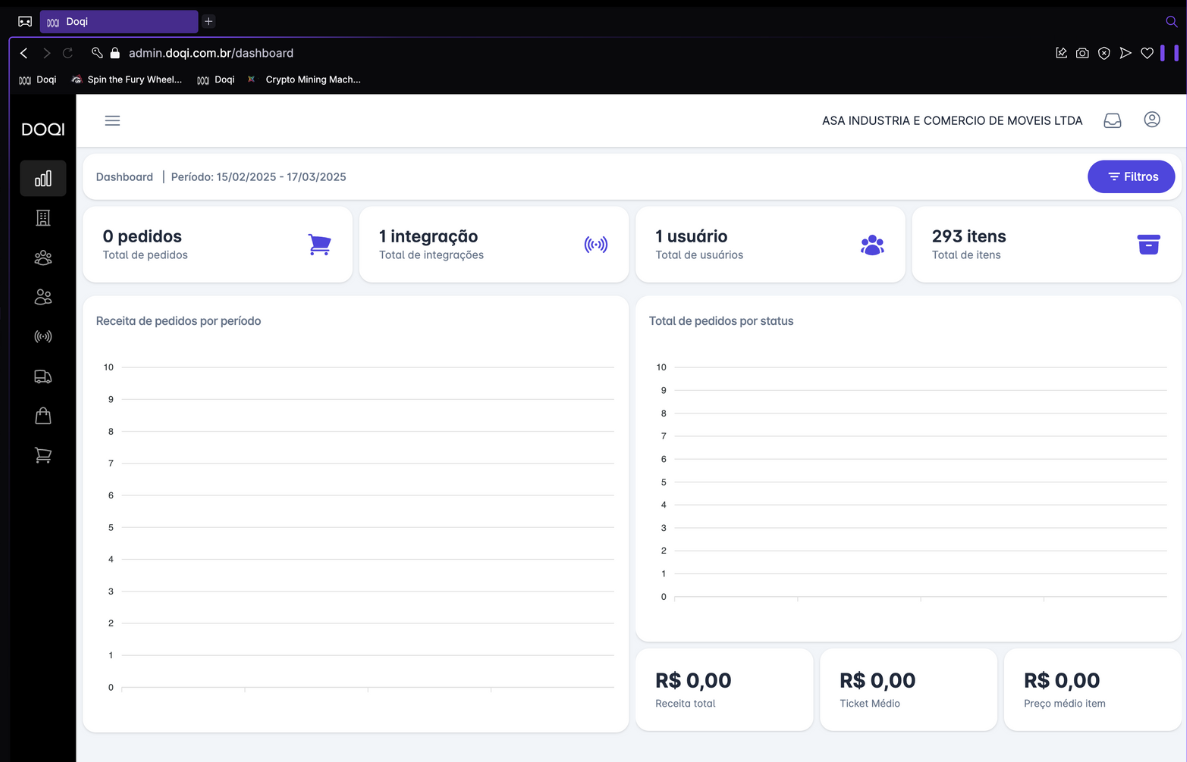 Doqi
admin.doqi.com.br/dashboard
Doqi
Spin the Fury Wheel...
Doqi
Crypto Mining Mach...
DOQI
ASA INDUSTRIA E COMERCIO DE MOVEIS LTDA
Dashboard | Período: 15/02/2025 - 17/03/2025
Filtros
0 pedidos
Total de pedidos
1 integração
Total de integrações
1 usuário
Total de usuários
293 itens
Total de itens
Receita de pedidos por período
10
9
8
7
6
5
4
3
2
1
0
Total de pedidos por status
10
9
8
7
6
5
4
3
2
1
0
R$ 0,00
Receita total
R$ 0,00
Ticket Médio
R$ 0,00
Preço médio item